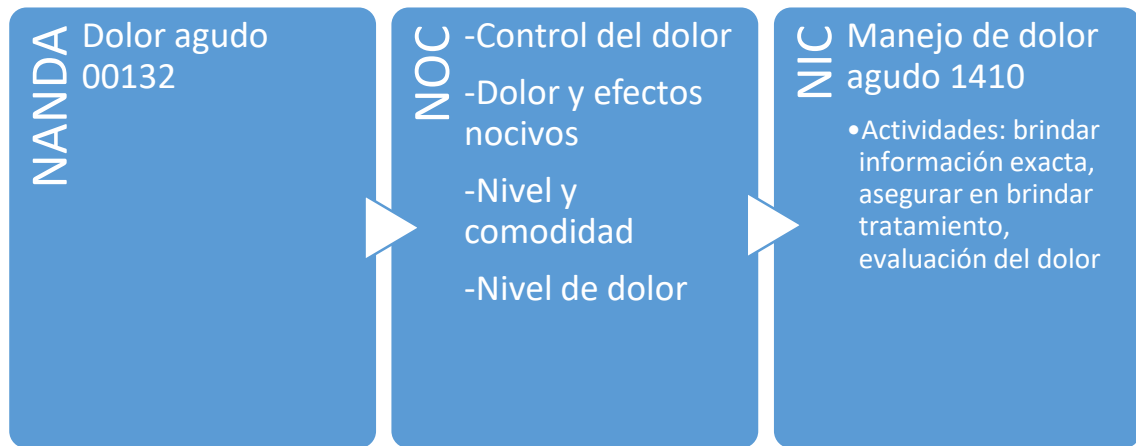 NANDA
Dolor agudo
00132
NOC
-Control del dolor
-Dolor y efectos
nocivos
-Nivel y
comodidad
-Nivel de dolor
NIC
Manejo de dolor
agudo 1410
•Actividades: brindar
información exacta,
asegurar en brindar
tratamiento,
evaluación del dolor